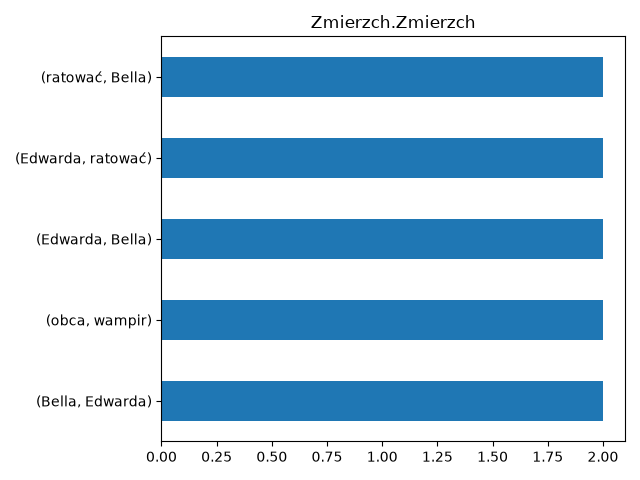 Zmierzch.Zmierzch
(ratować, Bella)
(Edwarda, ratować)
(Edwarda, Bella)
(obca, wampir)
(Bella, Edwarda)
0.00 0.25 0.50 0.75 1.00 1.25 1.50 1.75 2.00